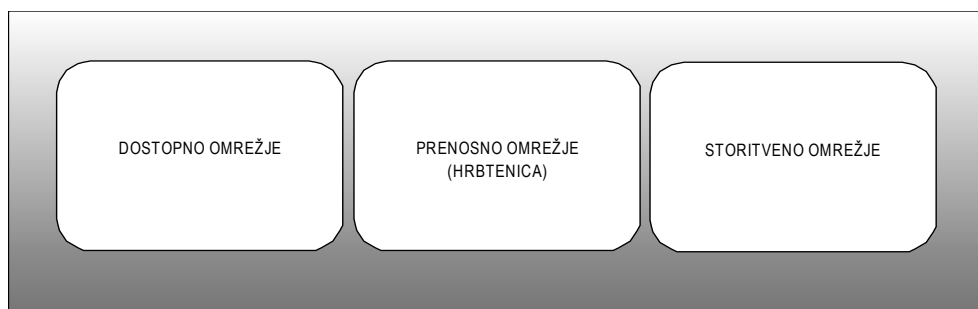 DOSTOPNO OMREŽJE
PRENOSNO OMREŽJE
(HRBTENICA)
STORITVENO OMREŽJE